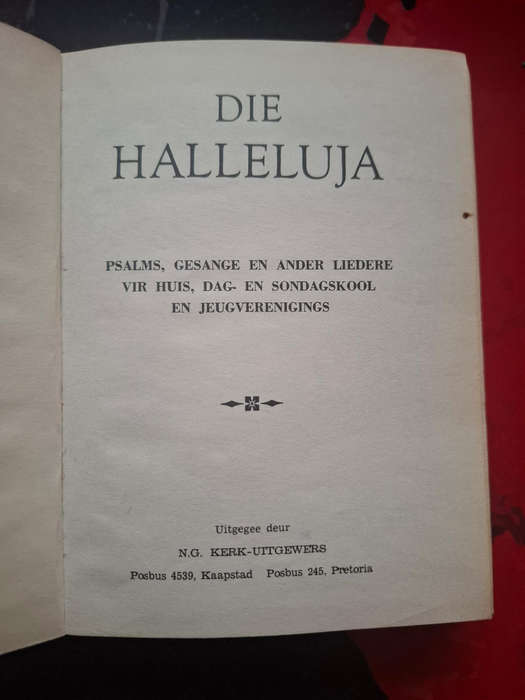 DIE
HALLELUJA
PSALMS, GESANGE EN ANDER LIEDERE
VIR HUIS, DAG- EN SONDAGSKOOL
EN JEUGVERENIGINGS
Uitgegee deur
N.G. KERK-UITGEWERS
Posbus 4539, Kaapstad Posbus 245, Pretoria